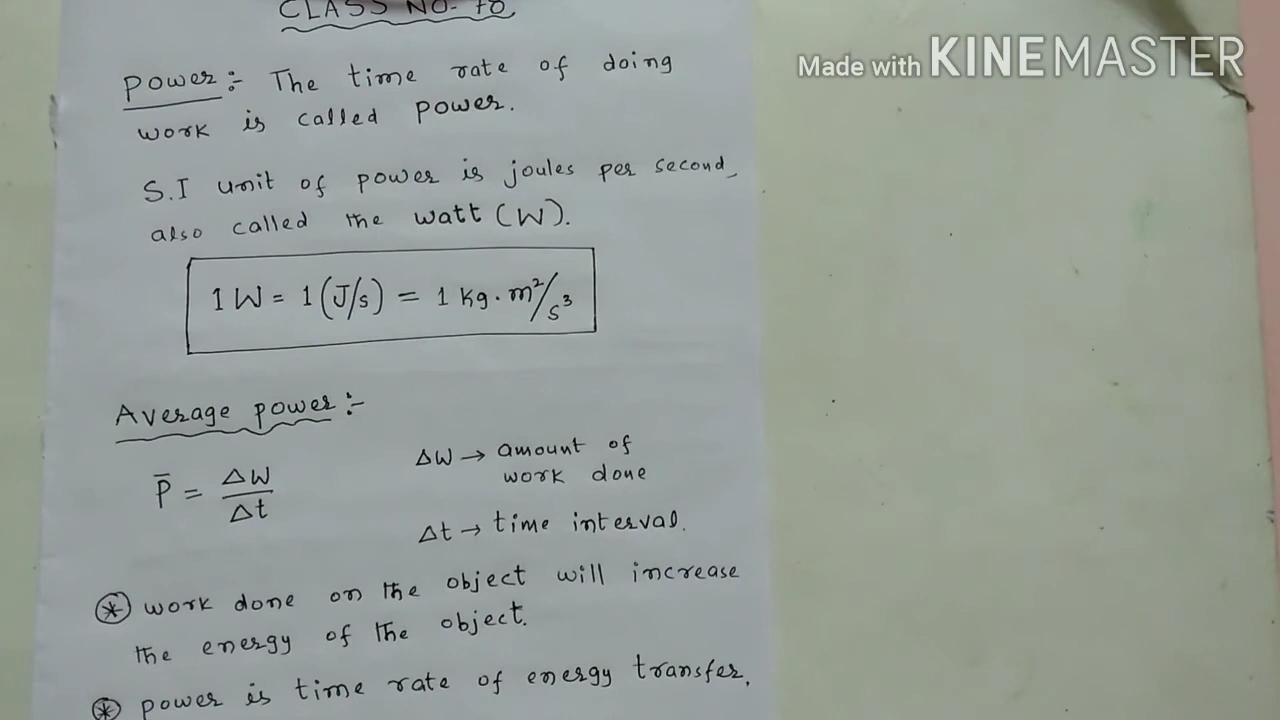 CLASS NO-
Made with KINEMASTER
Power:- The time rate of doing
work is called power.
S.I unit of power is joules per second,
also called the watt (W).
1 W = 1 (J/s) = 1 kg. m²/s³
Average power :-
P̄ = ΔW/Δt
ΔW → amount of
work done
Δt → time interval.
* work done on the object will increase
the energy of the object.
* power is time rate of energy transfer.